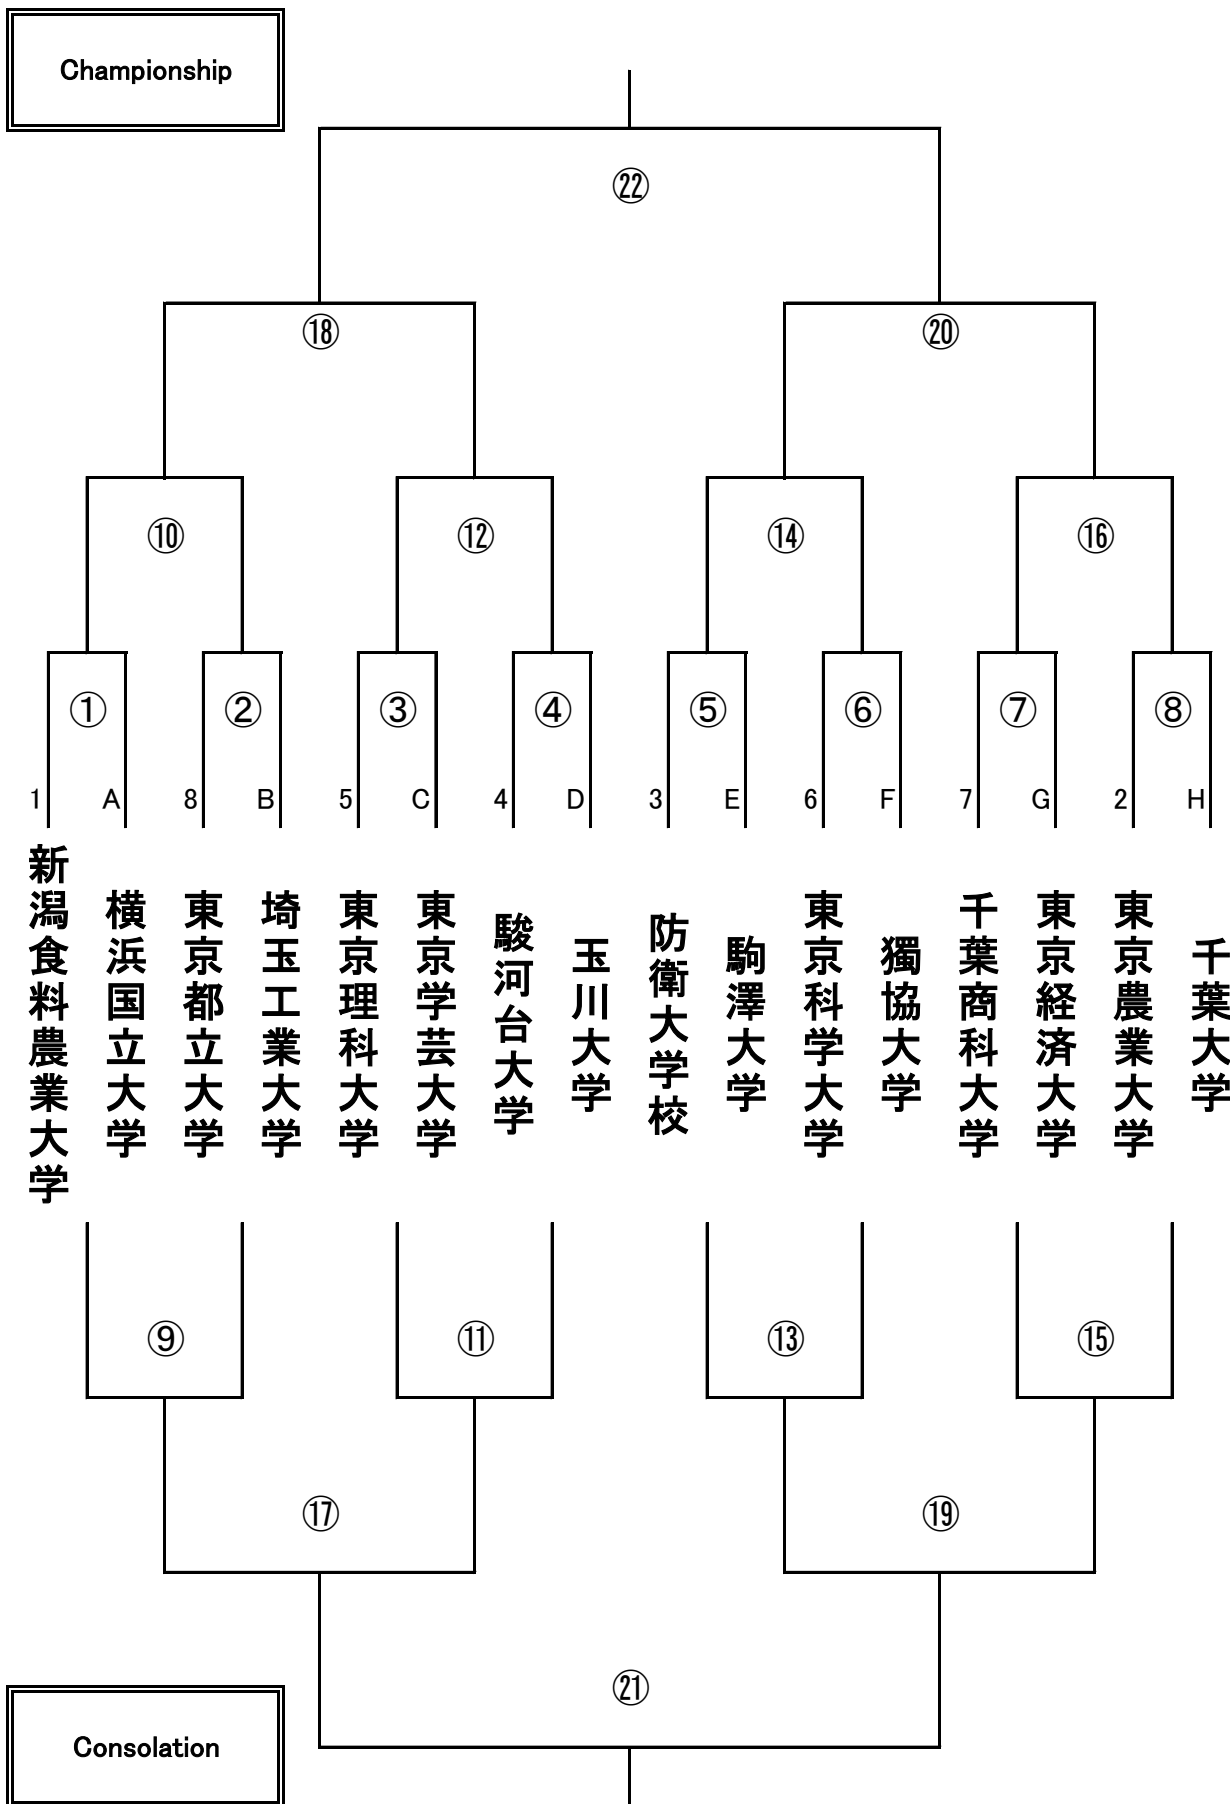 Championship
㉒
⑱ ⑳
⑩ ⑫ ⑭ ⑯
① ② ③ ④ ⑤ ⑥ ⑦ ⑧
1 A 8 B 5 C 4 D 3 E 6 F 7 G 2 H
新潟食料農業大学
横浜国立大学
東京都立大学
埼玉工業大学
東京理科大学
東京学芸大学
駿河台大学
玉川大学
防衛大学校
駒澤大学
東京科学大学
獨協大学
千葉商科大学
東京経済大学
東京農業大学
千葉大学
⑨ ⑪ ⑬ ⑮
⑰ ⑲
㉑
Consolation